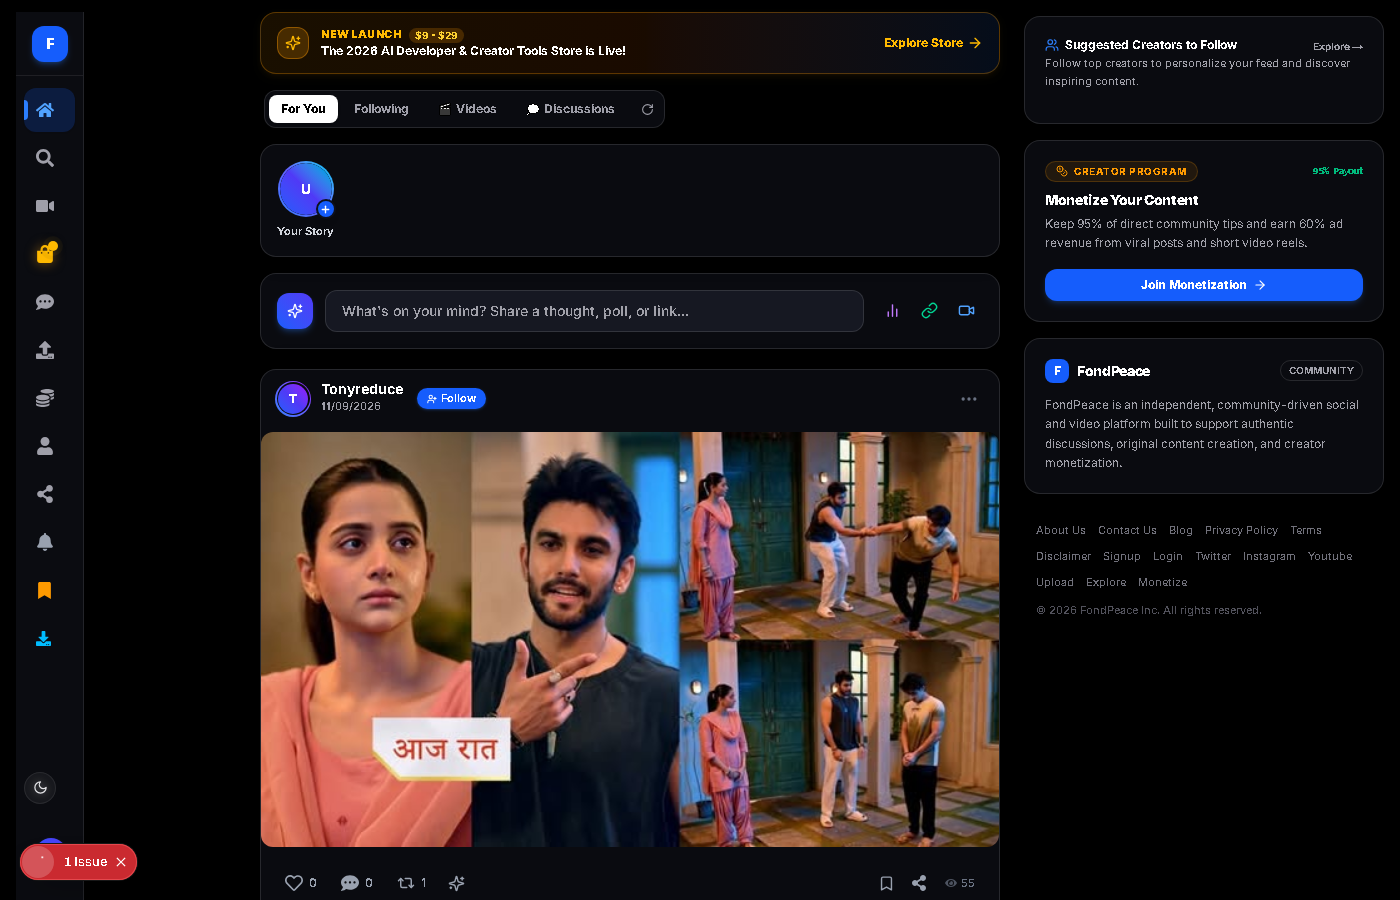 F
NEW LAUNCH $9 - $29
The 2026 AI Developer & Creator Tools Store is Live!
Explore Store →
For You
Following
🎬 Videos
💬 Discussions
U
Your Story
What's on your mind? Share a thought, poll, or link...
T
Tonyreduce
11/09/2026
Follow
आज रात
0
0
1
55
1 Issue
Suggested Creators to Follow
Explore →
Follow top creators to personalize your feed and discover
inspiring content.
CREATOR PROGRAM
95% Payout
Monetize Your Content
Keep 95% of direct community tips and earn 60% ad
revenue from viral posts and short video reels.
Join Monetization →
F
FondPeace
COMMUNITY
FondPeace is an independent, community-driven social
and video platform built to support authentic
discussions, original content creation, and creator
monetization.
About Us Contact Us Blog Privacy Policy Terms
Disclaimer Signup Login Twitter Instagram Youtube
Upload Explore Monetize
© 2026 FondPeace Inc. All rights reserved.